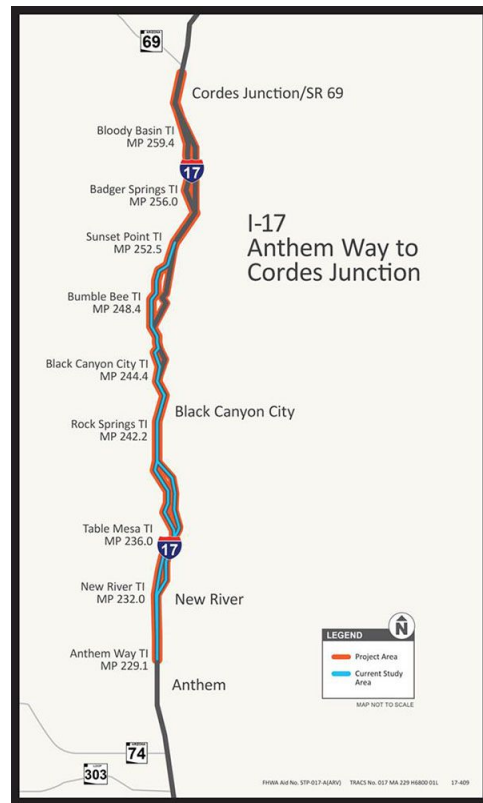 ARIZONA
69
Cordes Junction/SR 69
Bloody Basin TI
MP 259.4
17
Badger Springs TI
MP 256.0
I-17
Anthem Way to
Cordes Junction
Sunset Point TI
MP 252.5
Bumble Bee TI
MP 248.4
Black Canyon City TI
MP 244.4
Black Canyon City
Rock Springs TI
MP 242.2
Table Mesa TI
MP 236.0
17
New River TI
MP 232.0
New River
Anthem Way TI
MP 229.1
Anthem
N
LEGEND
Project Area
Current Study
Area
MAP NOT TO SCALE
ARIZONA
74
LOOP
303
FHWA Aid No. STP-017-A(ARV) TRACS No. 017 MA 229 H6800 01L 17-409